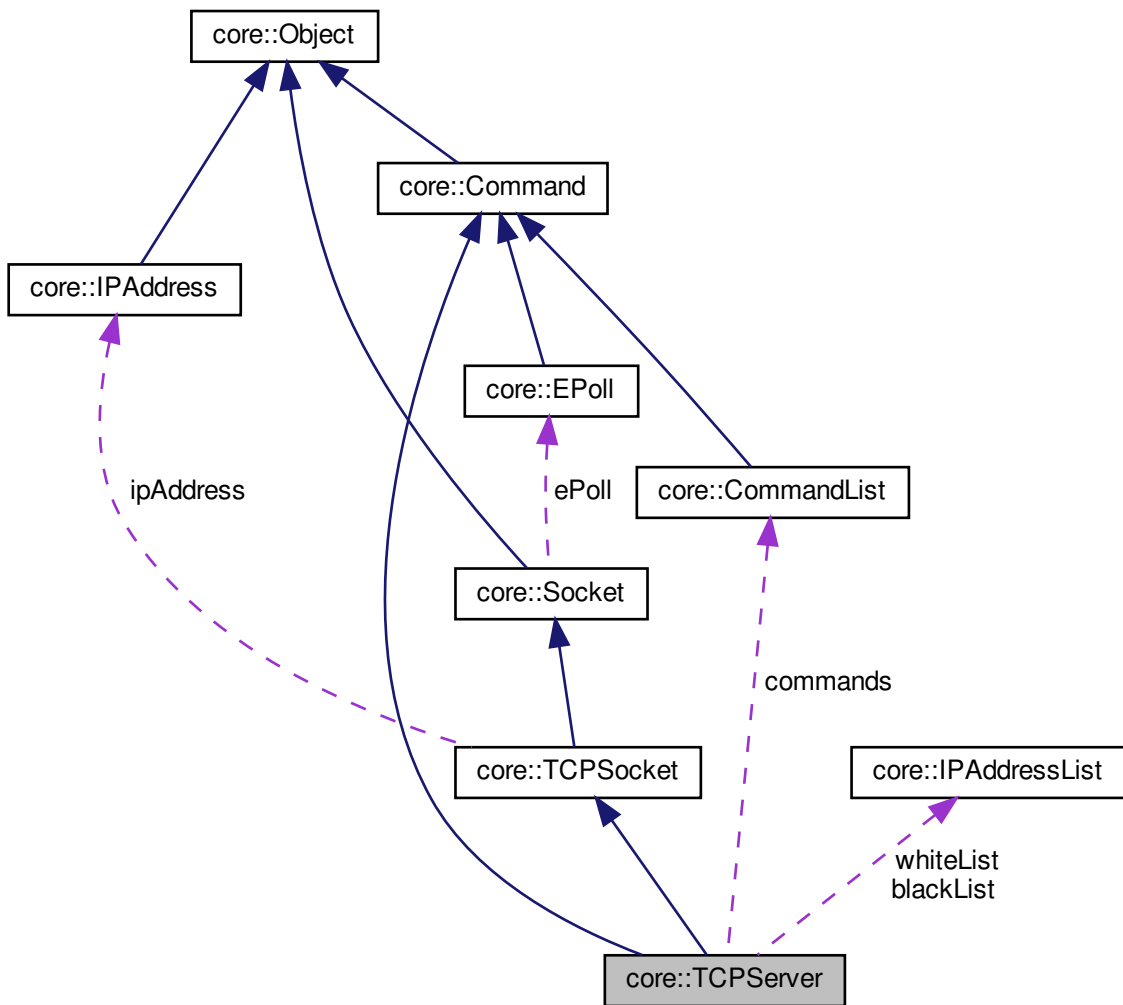 core::Object
core::Command
core::IPAddress
core::EPoll
ipAddress
ePoll
core::CommandList
core::Socket
commands
core::TCPSocket
core::IPAddressList
whiteList
blackList
core::TCPServer